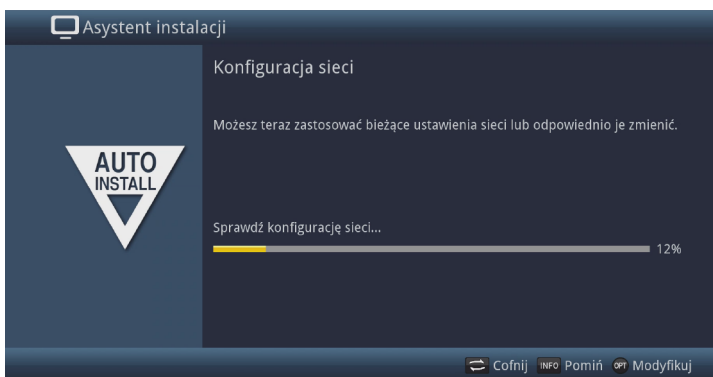 Asystent instalacji
Konfiguracja sieci
Możesz teraz zastosować bieżące ustawienia sieci lub odpowiednio je zmienić.
AUTO
INSTALL
Sprawdź konfigurację sieci...
12%
Cofnij INFO Pomiń OPT Modyfikuj